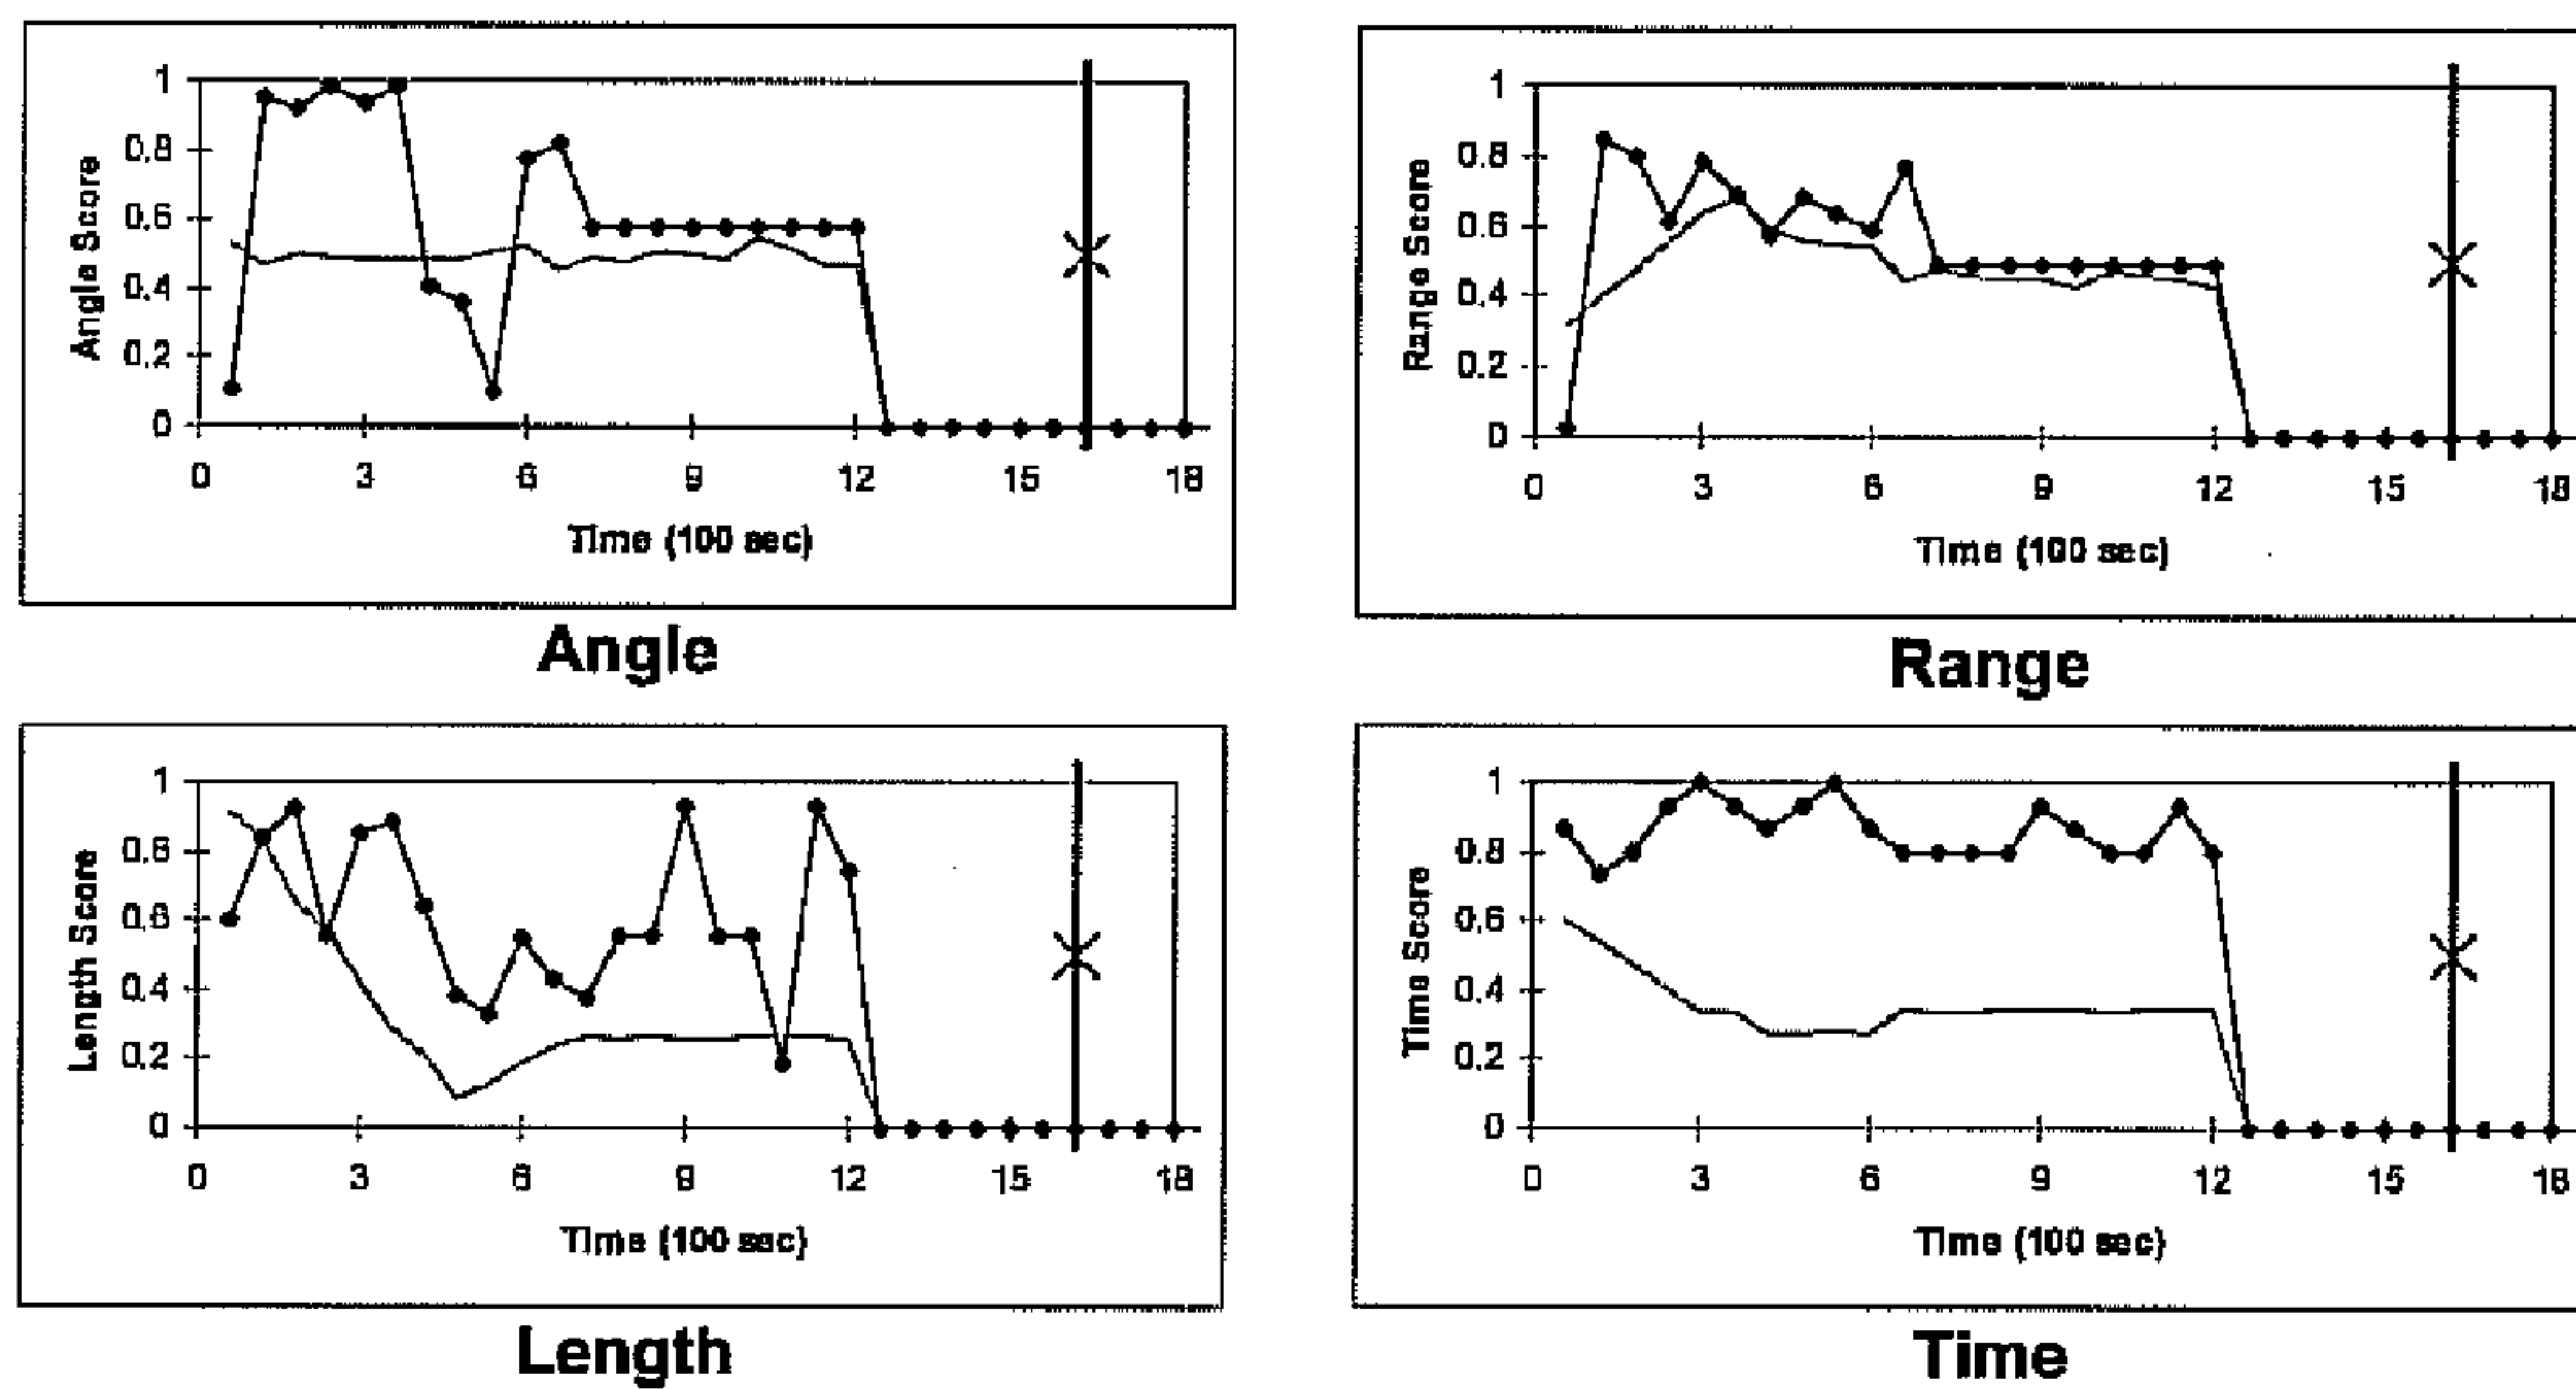 1
0.8
0.6
0.4
0.2
0
Angle Score
0 3 6 9 12 15 18
Time (100 sec)
Angle
1
0.8
0.6
0.4
0.2
0
Range Score
0 3 6 9 12 15 18
Time (100 sec)
Range
1
0.8
0.6
0.4
0.2
0
Length Score
0 3 6 9 12 15 18
Time (100 sec)
Length
1
0.8
0.6
0.4
0.2
0
Time Score
0 3 6 9 12 15 18
Time (100 sec)
Time